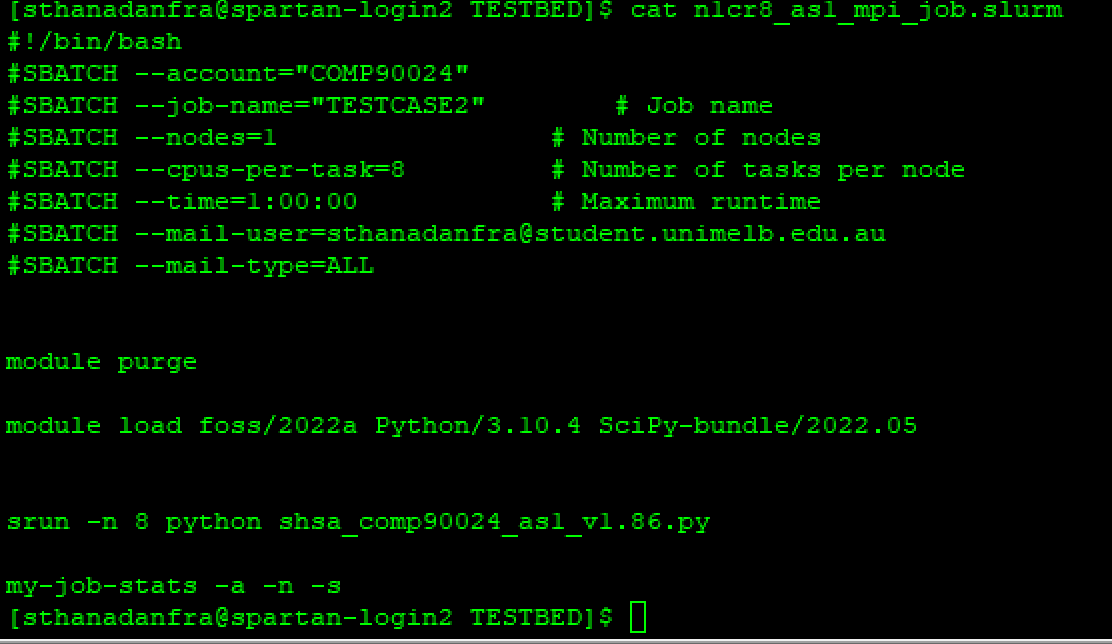 [sthanadanfra@spartan-login2 TESTBED]$ cat n1cr8_as1_mpi_job.slurm
#!/bin/bash
#SBATCH --account="COMP90024"
#SBATCH --job-name="TESTCASE2" # Job name
#SBATCH --nodes=1 # Number of nodes
#SBATCH --cpus-per-task=8 # Number of tasks per node
#SBATCH --time=1:00:00 # Maximum runtime
#SBATCH --mail-user=sthanadanfra@student.unimelb.edu.au
#SBATCH --mail-type=ALL
module purge
module load foss/2022a Python/3.10.4 SciPy-bundle/2022.05
srun -n 8 python shsa_comp90024_as1_v1.86.py
my-job-stats -a -n -s
[sthanadanfra@spartan-login2 TESTBED]$